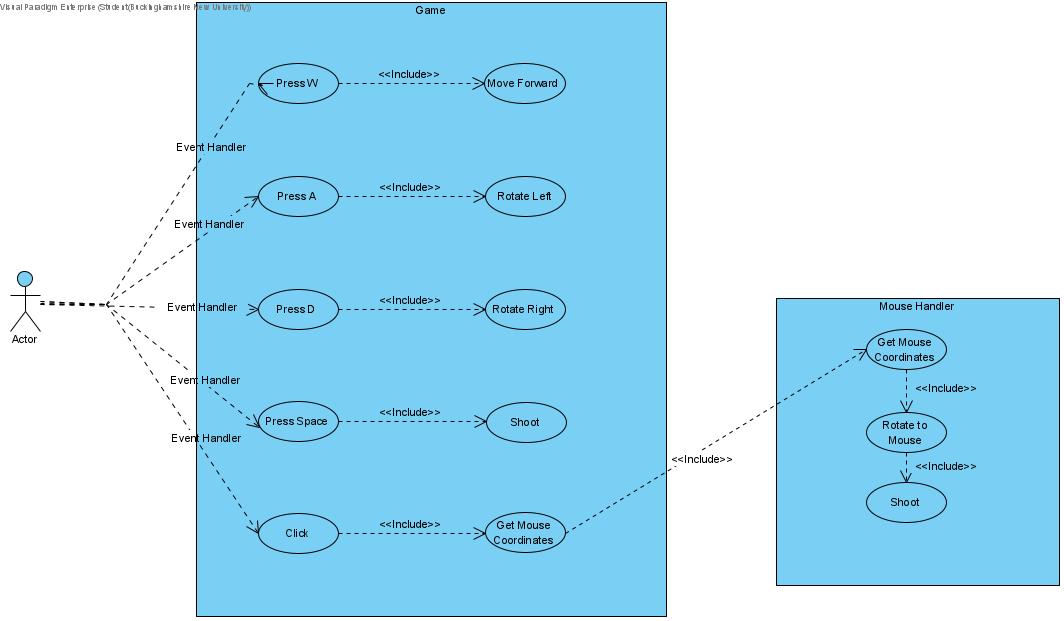 Visual Paradigm Enterprise (Student(Buckinghamshire New University))
Game
Press W
<<Include>>
Move Forward
Event Handler
Press A
<<Include>>
Rotate Left
Event Handler
Press D
<<Include>>
Rotate Right
Event Handler
Actor
Press Space
<<Include>>
Shoot
Event Handler
Click
<<Include>>
Get Mouse
Coordinates
Event Handler
<<Include>>
Mouse Handler
Get Mouse
Coordinates
<<Include>>
Rotate to
Mouse
<<Include>>
Shoot